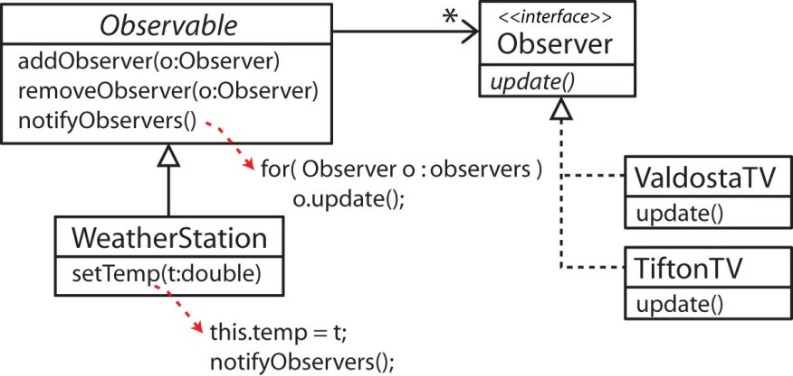 Observable
addObserver(o:Observer)
removeObserver(o:Observer)
notifyObservers()
for( Observer o : observers )
o.update();
*
<<interface>>
Observer
update()
WeatherStation
setTemp(t:double)
this.temp = t;
notifyObservers();
ValdostaTV
update()
TiftonTV
update()